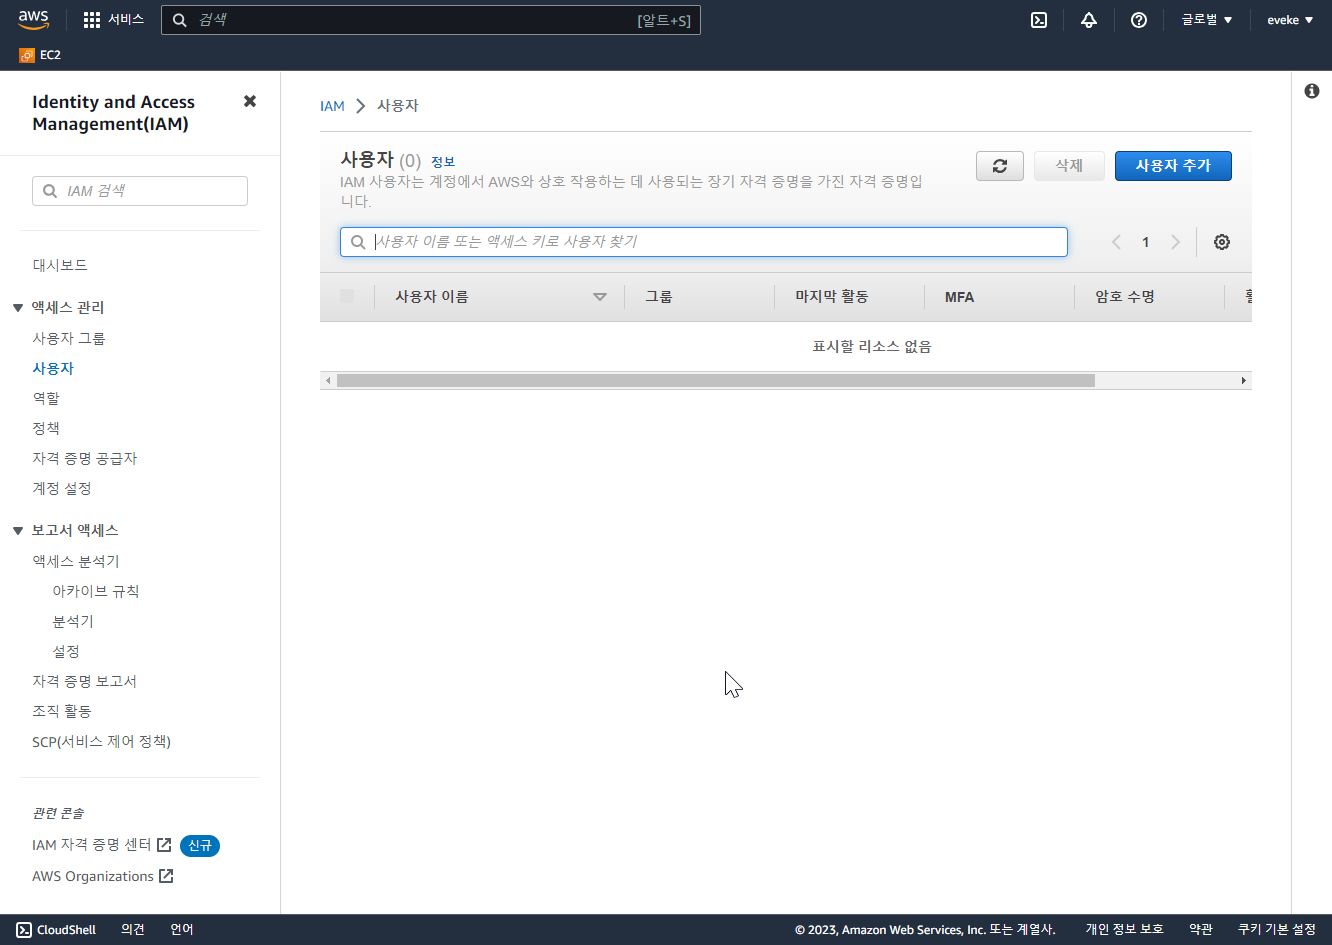 aws
서비스
검색
[알트+S]
글로벌
eveke
EC2
Identity and Access
Management(IAM)
IAM 검색
대시보드
액세스 관리
사용자 그룹
사용자
역할
정책
자격 증명 공급자
계정 설정
보고서 액세스
액세스 분석기
아카이브 규칙
분석기
설정
자격 증명 보고서
조직 활동
SCP(서비스 제어 정책)
관련 콘솔
IAM 자격 증명 센터 신규
AWS Organizations
IAM > 사용자
사용자 (0) 정보
IAM 사용자는 계정에서 AWS와 상호 작용하는 데 사용되는 장기 자격 증명을 가진 자격 증명입
니다.
삭제
사용자 추가
사용자 이름 또는 액세스 키로 사용자 찾기
1
사용자 이름 그룹 마지막 활동 MFA 암호 수명
표시할 리소스 없음
CloudShell 의견 언어
© 2023, Amazon Web Services, Inc. 또는 계열사. 개인 정보 보호 약관 쿠키 기본 설정